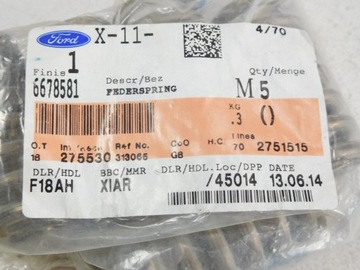 Ford X-11- 4/70
Finis 1 Descr/Bez Qty/Menge
6678581 FEDERSPRING M 5
KG .3 ()
O.T Ref No. CoO H.C Lines
18 275530 313065 GB 70 2751515
DLR/HDL BBC/MMR DLR/HDL.Loc/DPP DATE
F18AH XIAR /45014 13.06.14